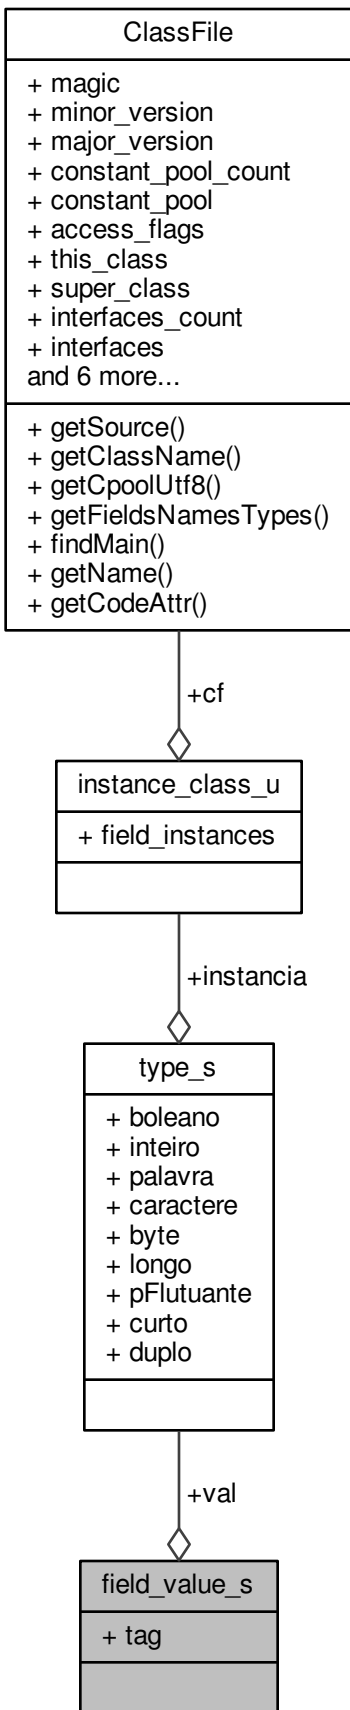 ClassFile
+ magic
+ minor_version
+ major_version
+ constant_pool_count
+ constant_pool
+ access_flags
+ this_class
+ super_class
+ interfaces_count
+ interfaces
and 6 more...
+ getSource()
+ getClassName()
+ getCpoolUtf8()
+ getFieldsNamesTypes()
+ findMain()
+ getName()
+ getCodeAttr()
+cf
instance_class_u
+ field_instances
+instancia
type_s
+ boleano
+ inteiro
+ palavra
+ caractere
+ byte
+ longo
+ pFlutuante
+ curto
+ duplo
+val
field_value_s
+ tag